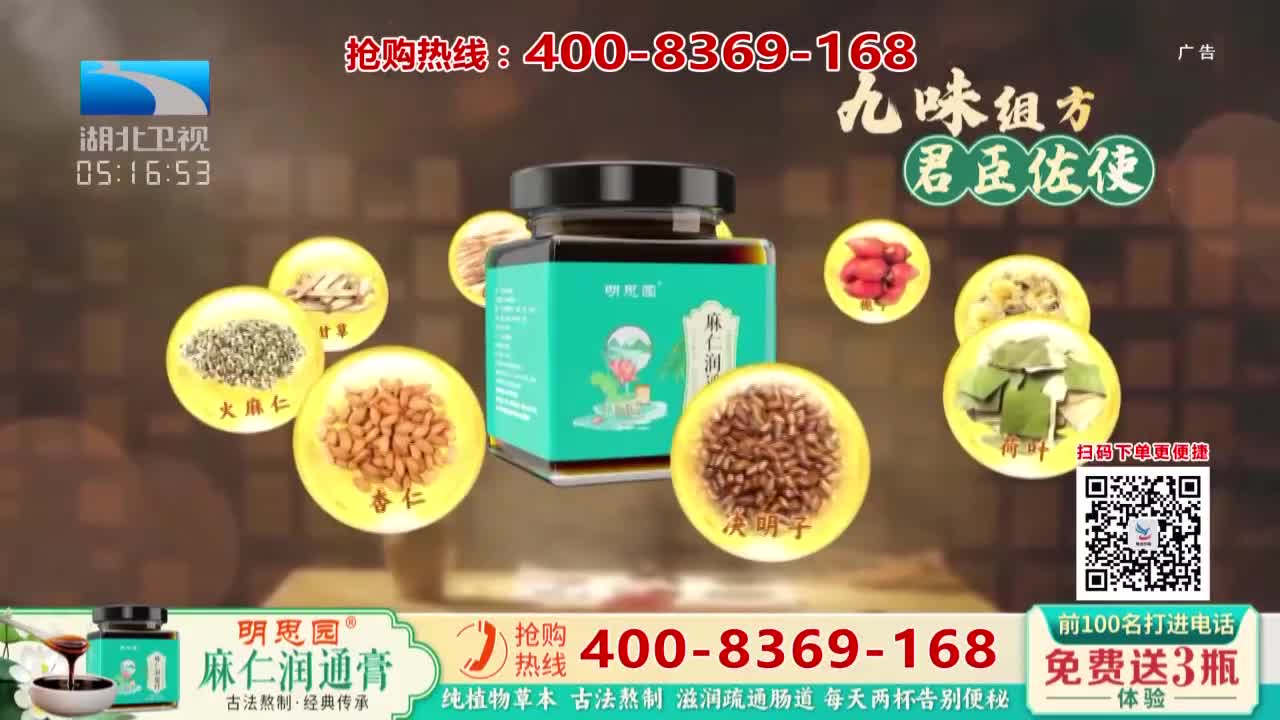 抢购热线：400-8369-168
广告
湖北卫视
05:16:53
九味组方
君臣佐使
明思园
麻仁润通
甘草
火麻仁
杏仁
决明子
栀子
荷叶
扫码下单更便捷
明思园®
麻仁润通膏
古法熬制·经典传承
抢购热线
400-8369-168
纯植物草本 古法熬制 滋润疏通肠道 每天两杯告别便秘
前100名打进电话
免费送3瓶
体验